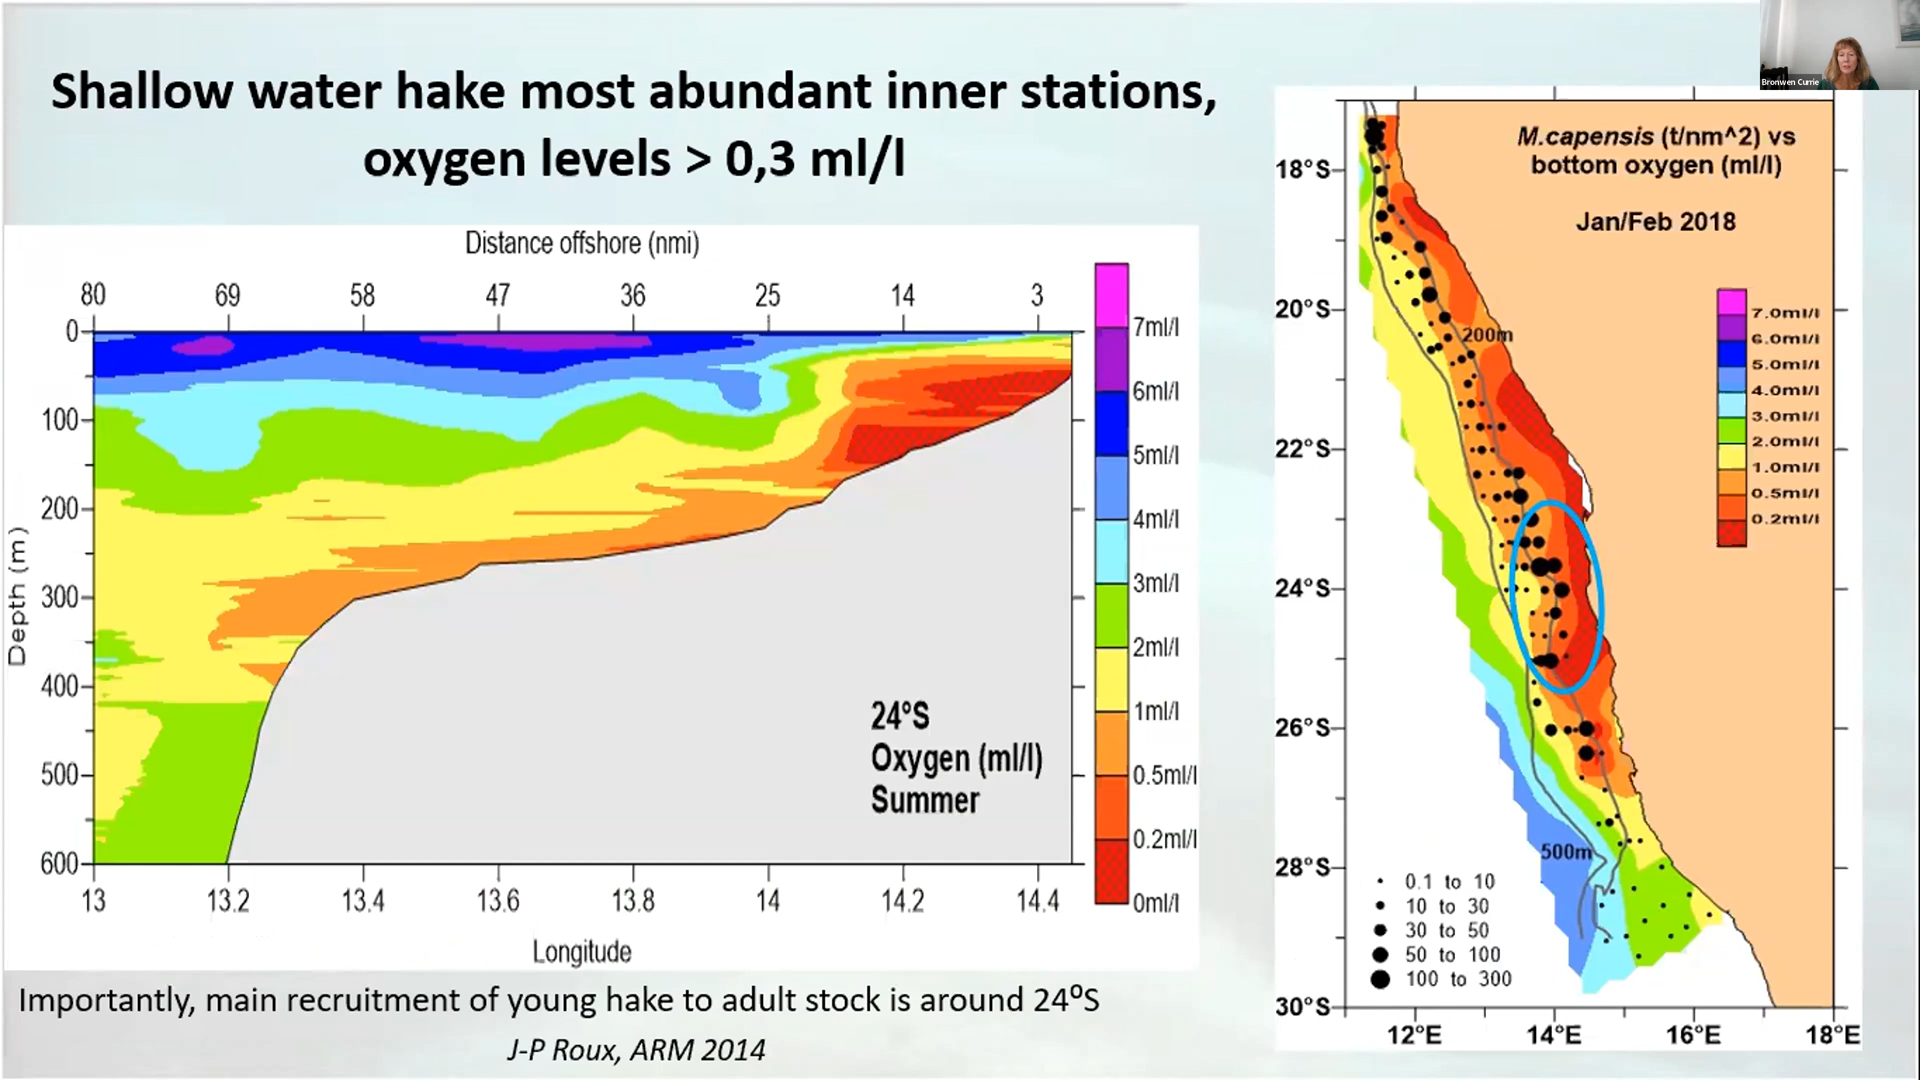 Bronwen Currie
Shallow water hake most abundant inner stations,
oxygen levels > 0,3 ml/l
Distance offshore (nmi)
80 69 58 47 36 25 14 3
0
100
200
300
400
500
600
Depth (m)
13 13.2 13.4 13.6 13.8 14 14.2 14.4
Longitude
24°S
Oxygen (ml/l)
Summer
7ml/l
6ml/l
5ml/l
4ml/l
3ml/l
2ml/l
1ml/l
0.5ml/l
0.2ml/l
0ml/l
Importantly, main recruitment of young hake to adult stock is around 24⁰S
J-P Roux, ARM 2014
M.capensis (t/nm^2) vs
bottom oxygen (ml/l)
Jan/Feb 2018
18°S
20°S
22°S
24°S
26°S
28°S
30°S
200m
500m
7.0ml/l
6.0ml/l
5.0ml/l
4.0ml/l
3.0ml/l
2.0ml/l
1.0ml/l
0.5ml/l
0.2ml/l
0.1 to 10
10 to 30
30 to 50
50 to 100
100 to 300
12°E 14°E 16°E 18°E